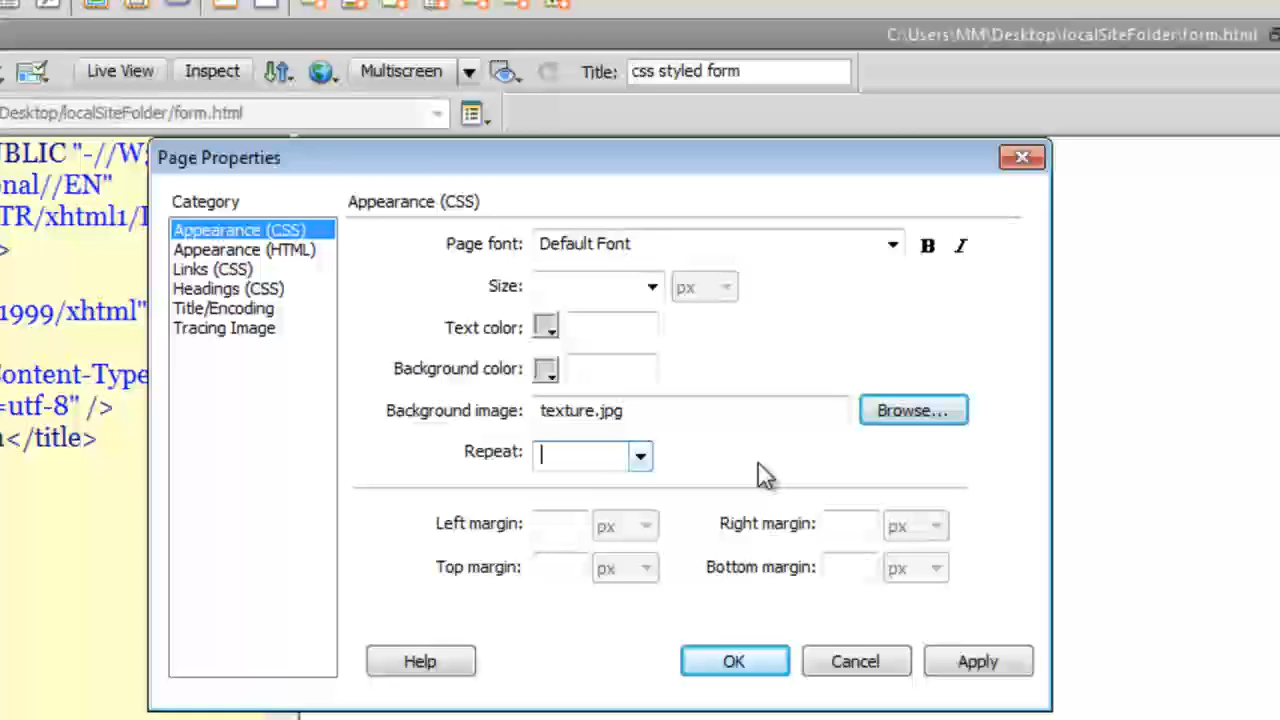 C:\Users\MM\Desktop\localSiteFolder\form.html
Live View Inspect Multiscreen Title: css styled form
Desktop/localSiteFolder/form.html
Page Properties
Category
Appearance (CSS)
Appearance (HTML)
Links (CSS)
Headings (CSS)
Title/Encoding
Tracing Image
Appearance (CSS)
Page font: Default Font B I
Size: px
Text color:
Background color:
Background image: texture.jpg Browse...
Repeat:
Left margin: px Right margin: px
Top margin: px Bottom margin: px
Help OK Cancel Apply
PUBLIC "-//W
onal//EN"
TR/xhtml1/
>
1999/xhtml"
Content-Type
=utf-8" />
</title>